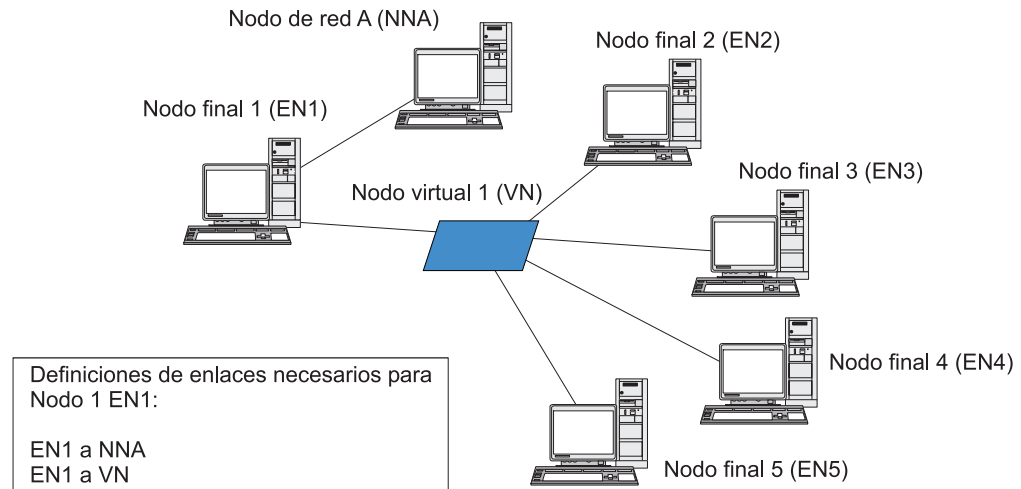 Nodo de red A (NNA)
Nodo final 2 (EN2)
Nodo final 1 (EN1)
Nodo final 3 (EN3)
Nodo virtual 1 (VN)
Nodo final 4 (EN4)
Definiciones de enlaces necesarios para
Nodo 1 EN1:
EN1 a NNA
EN1 a VN
Nodo final 5 (EN5)